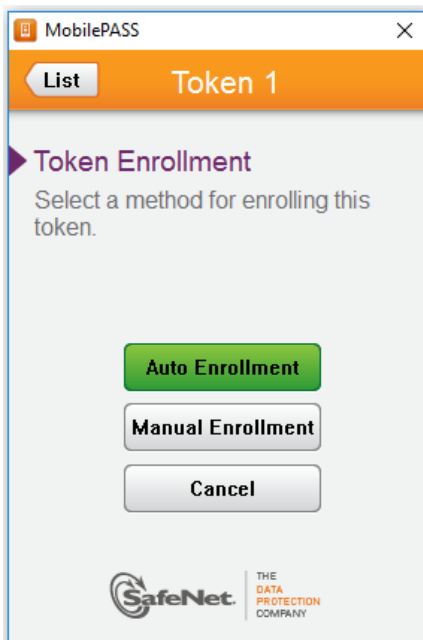 MobilePASS
List
Token 1
Token Enrollment
Select a method for enrolling this
token.
Auto Enrollment
Manual Enrollment
Cancel
SafeNet.
THE
DATA
PROTECTION
COMPANY